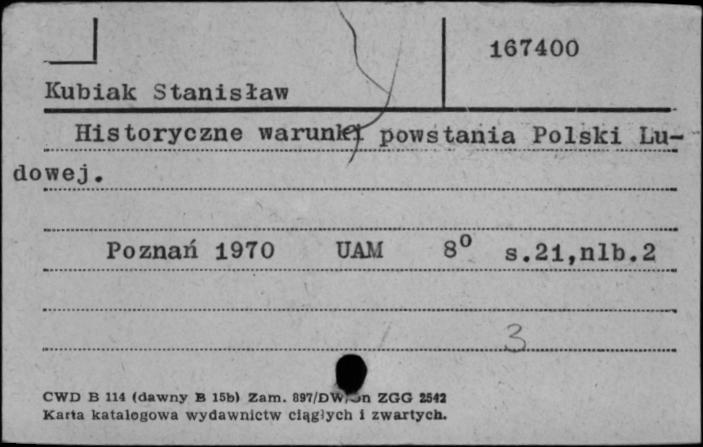 167400
Kubiak Stanisław
Historyczne warunki powstania Polski Lu-
dowej.
Poznań 1970 UAM 8° s.21,nlb.2
3
CWD B 114 (dawny B 15b) Zam. 897/DW/ ZGG 2542
Karta katalogowa wydawnictw ciągłych i zwartych.